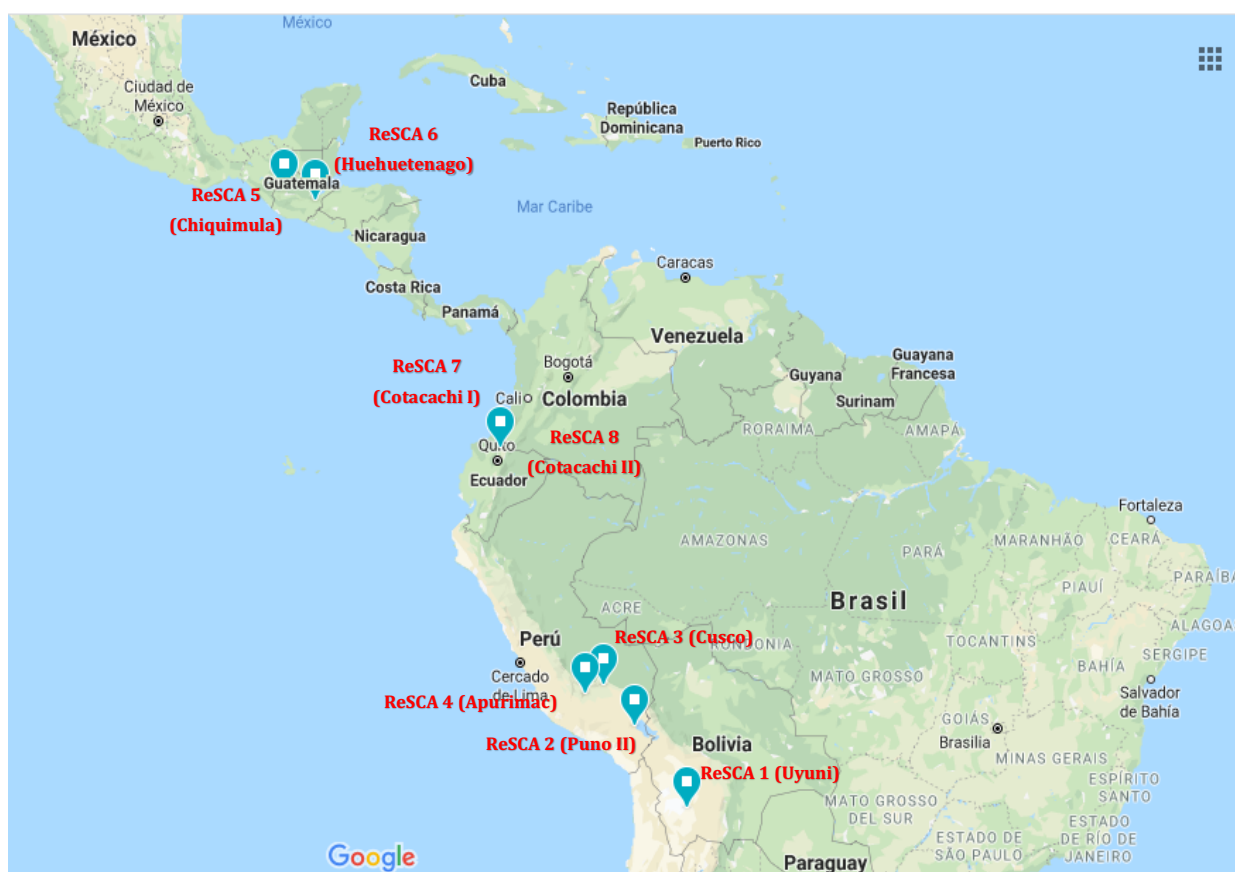 México
México
Ciudad de
México
Cuba
República
Dominicana
Puerto Rico
ReSCA 6
(Huehuetenago)
Guatemala
ReSCA 5
(Chiquimula)
Mar Caribe
Nicaragua
Costa Rica
Panamá
Caracas
Venezuela
Guayana
Francesa
Guyana
Surinam
ReSCA 7
(Cotacachi I)
Bogotá
Cali
Colombia
RORAIMA
AMAPÁ
ReSCA 8
(Cotacachi II)
Quito
Ecuador
Fortaleza
AMAZONAS
PARÁ
MARANHÃO
CEARÁ
PIAUÍ
PARAÍBA
ACRE
Brasil
ALAGOA
Perú
ReSCA 3 (Cusco)
RONDONIA
TOCANTINS
SERGIPE
BAHÍA
MATO GROSSO
Cercado
de Lima
ReSCA 4 (Apurimac)
Salvador
de Bahía
GOIÁS
Brasilia
ReSCA 2 (Puno II)
Bolivia
MINAS GERAIS
ReSCA 1 (Uyuni)
ESPÍRITO
SANTO
MATO GROSSO
DEL SUR
ESTADO
DE RÍO DE
JANEIRO
ESTADO DE
SÃO PAULO
Paraguay
Google